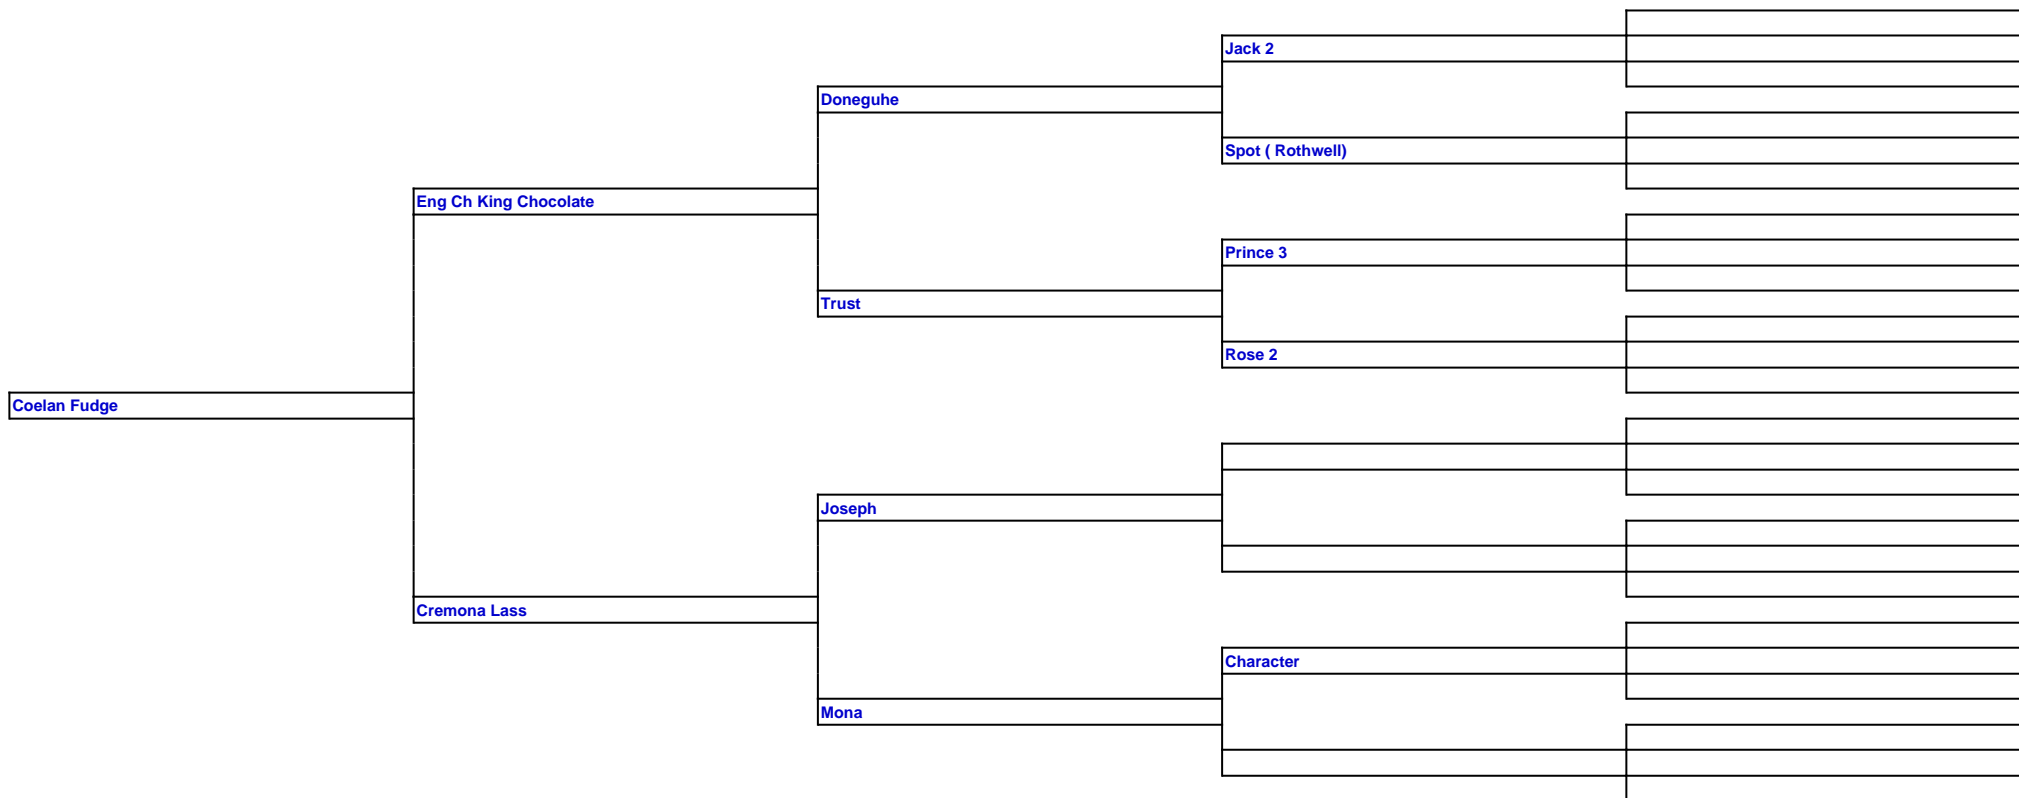 Jack 2
Doneguhe
Spot ( Rothwell)
Eng Ch King Chocolate
Prince 3
Trust
Rose 2
Coelan Fudge
Joseph
Cremona Lass
Character
Mona